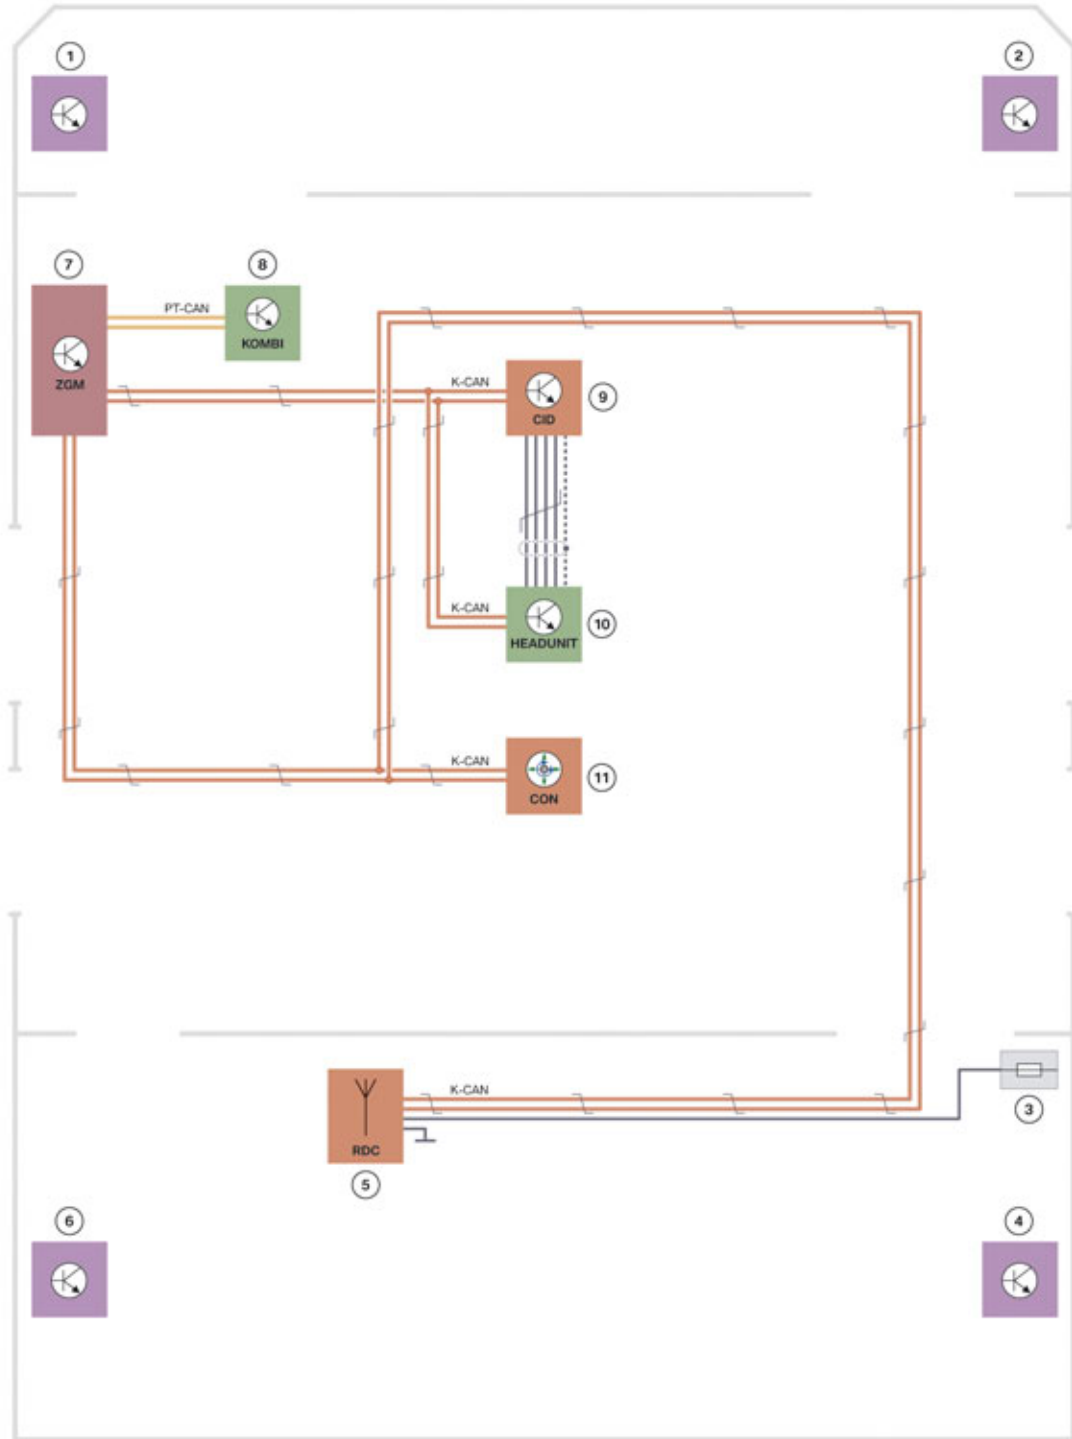 1
2
7
8
PT-CAN
KOMBI
ZGM
K-CAN
9
CID
K-CAN
10
HEADUNIT
K-CAN
11
CON
K-CAN
3
RDC
5
6
4